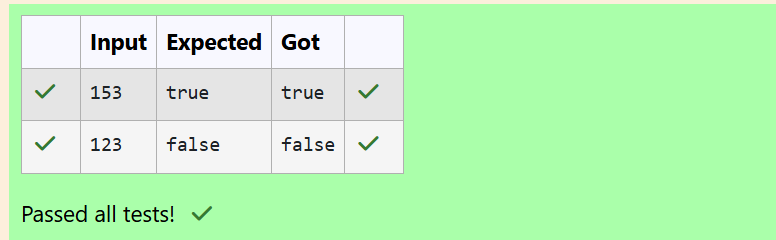 Input Expected Got
153 true true
123 false false
Passed all tests!